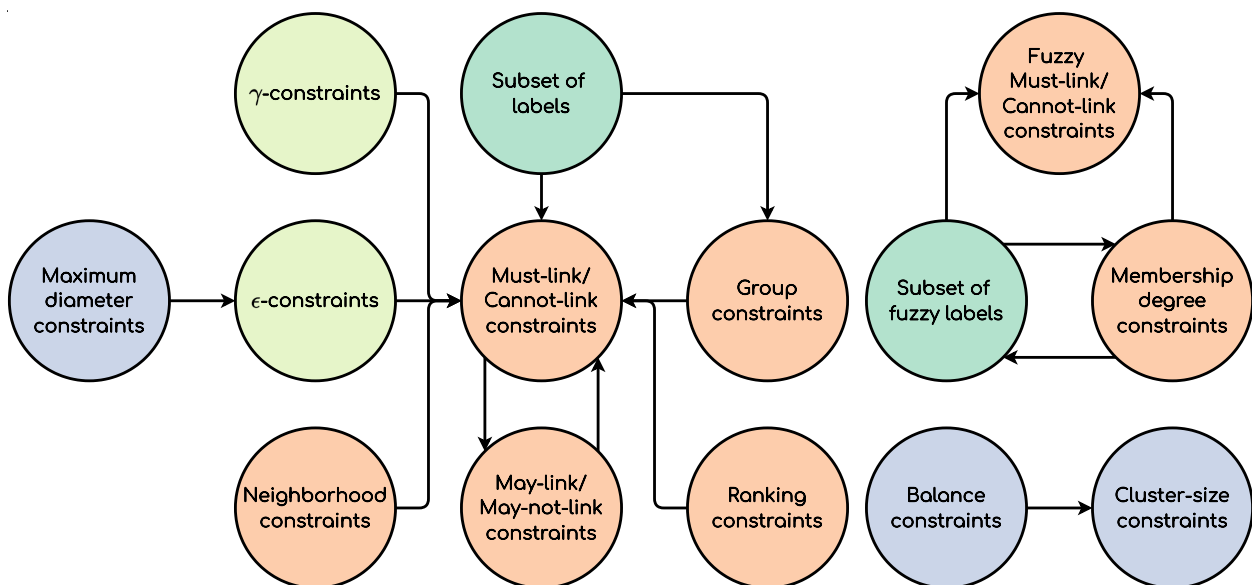 γ-constraints
Subset of
labels
Fuzzy
Must-link/
Cannot-link
constraints
Maximum
diameter
constraints
ϵ-constraints
Must-link/
Cannot-link
constraints
Group
constraints
Subset of
fuzzy labels
Membership
degree
constraints
Neighborhood
constraints
May-link/
May-not-link
constraints
Ranking
constraints
Balance
constraints
Cluster-size
constraints